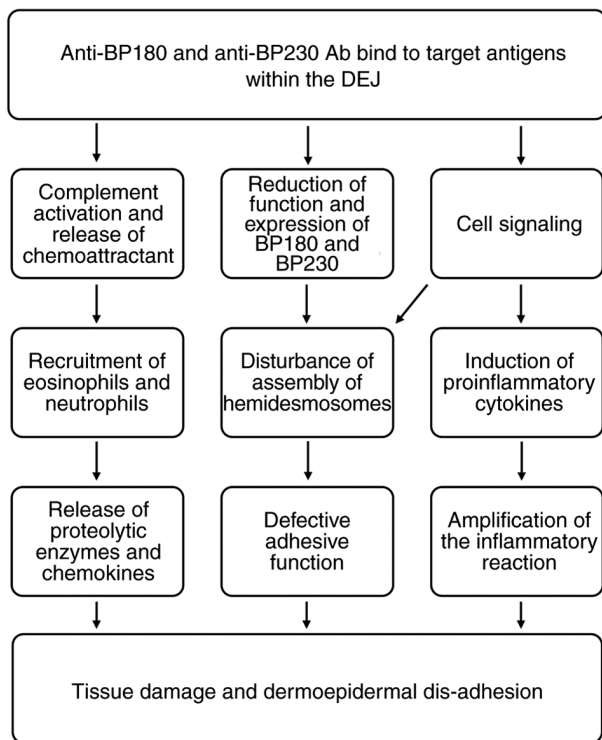 Anti-BP180 and anti-BP230 Ab bind to target antigens
within the DEJ
Complement
activation and
release of
chemoattractant
Reduction of
function and
expression of
BP180 and
BP230
Cell signaling
Recruitment of
eosinophils and
neutrophils
Disturbance of
assembly of
hemidesmosomes
Induction of
proinflammatory
cytokines
Release of
proteolytic
enzymes and
chemokines
Defective
adhesive
function
Amplification of
the inflammatory
reaction
Tissue damage and dermoepidermal dis-adhesion